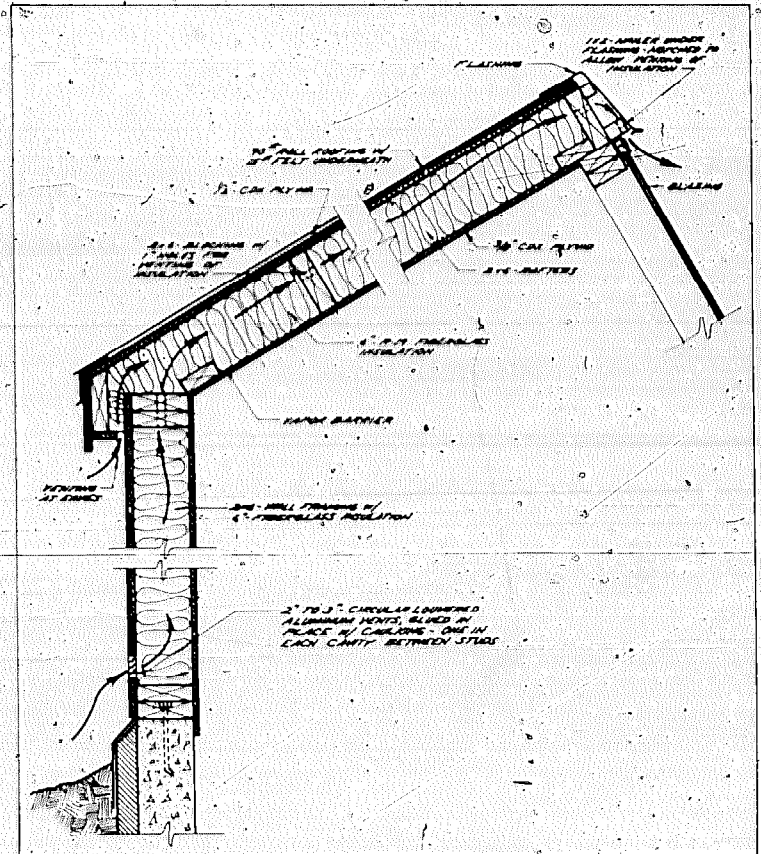 1x2 - NAILER UNDER
FLASHING - NOTCHED TO
ALLOW VENTING OF
INSULATION
FLASHING
90# ROLL ROOFING W/
15# FELT UNDERNEATH
1/2" CDX PLYWD
GLAZING
2x6 - BLOCKING W/
1" HOLES FOR
VENTING OF
INSULATION
3/8" CDX PLYWD
2x6 - RAFTERS
6" R-19 FIBERGLASS
INSULATION
VAPOR BARRIER
VENTING
AT EAVES
2x6 - WALL FRAMING W/
6" FIBERGLASS INSULATION
2" TO 3" CIRCULAR LOUVERED
ALUMINUM VENTS, GLUED IN
PLACE W/ CAULKING - ONE IN
EACH CAVITY BETWEEN STUDS